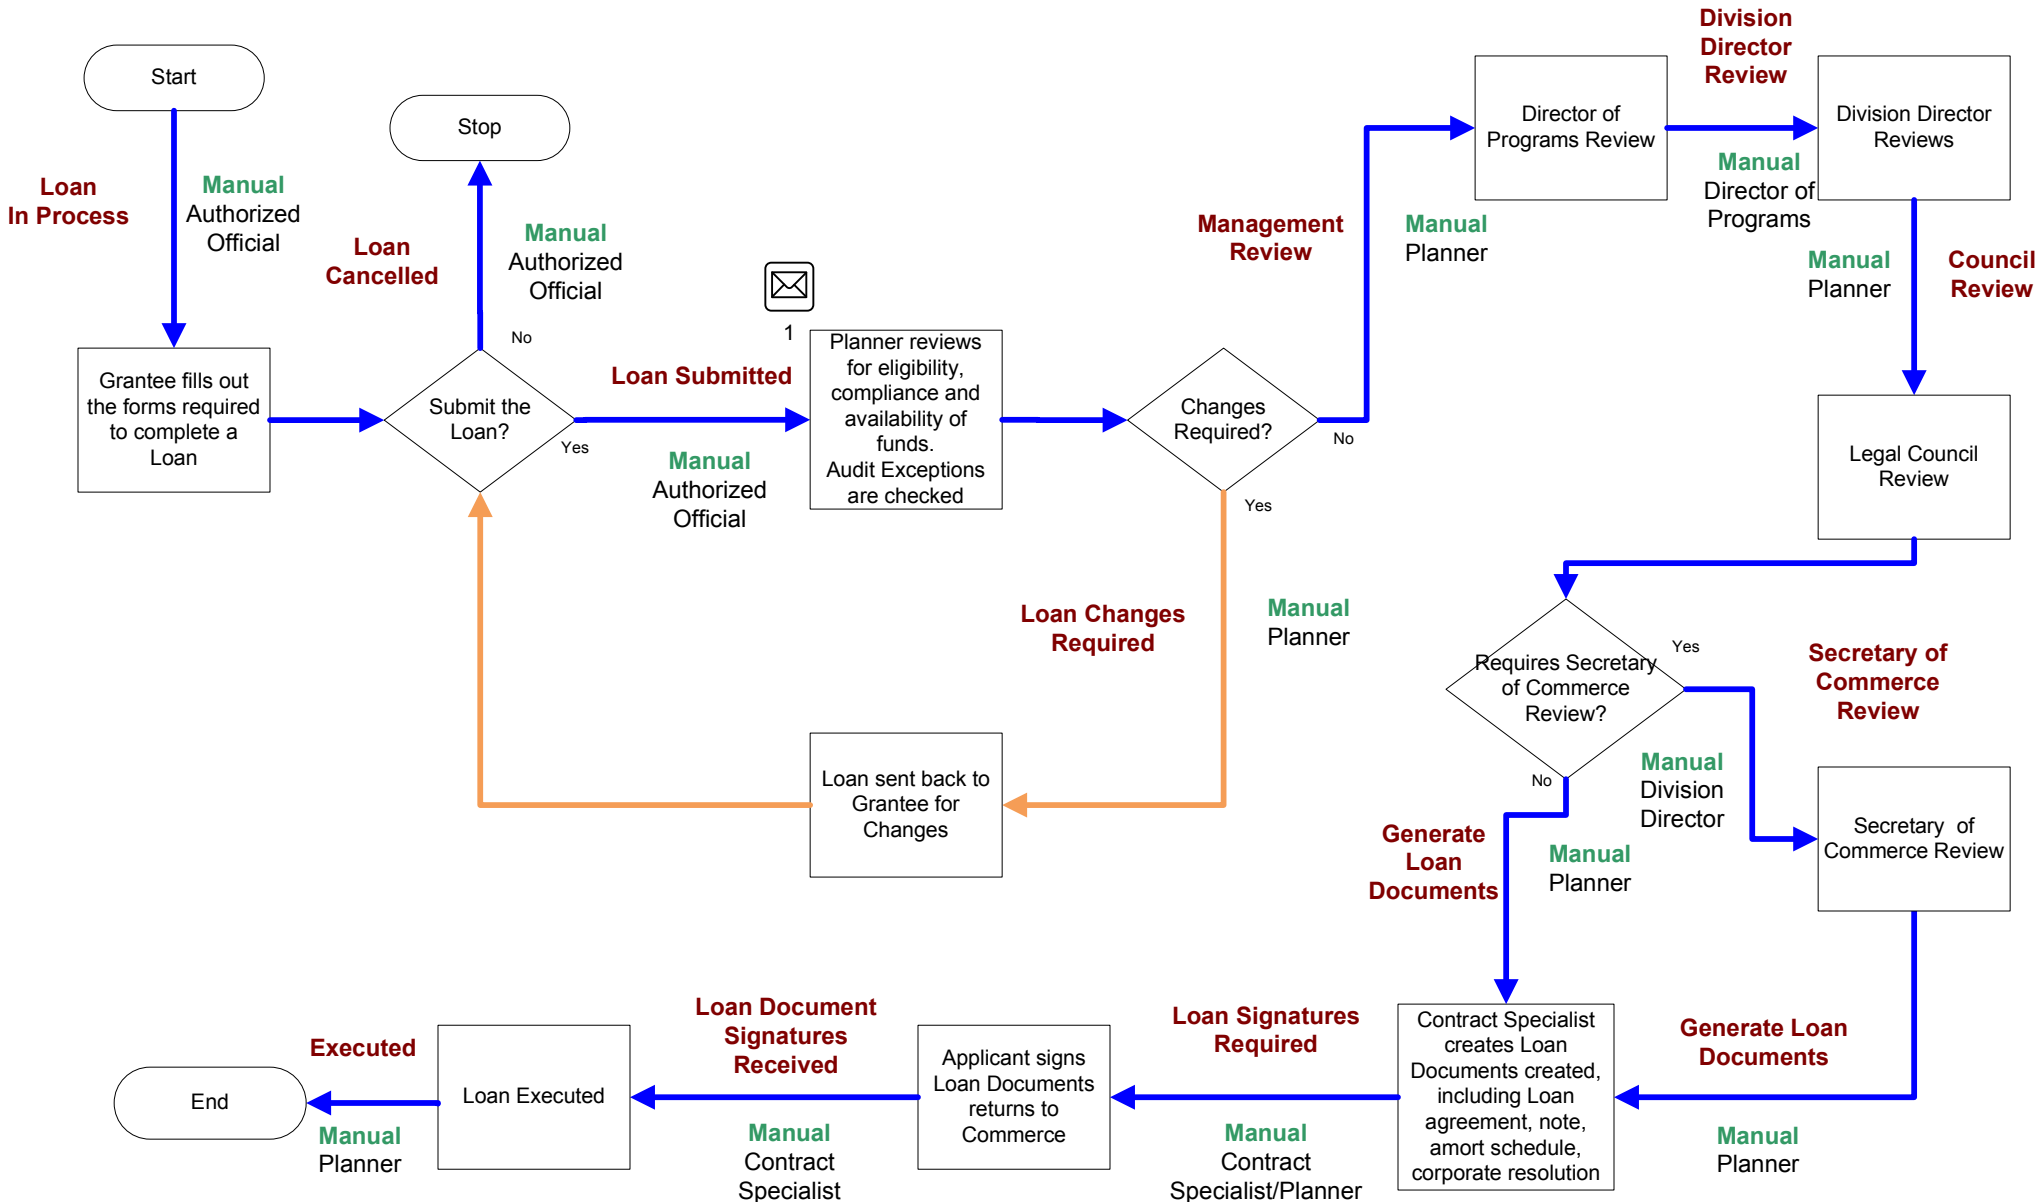 Start
Loan
In Process
Manual
Authorized
Official
Grantee fills out
the forms required
to complete a
Loan
Stop
Loan
Cancelled
Manual
Authorized
Official
No
Submit the
Loan?
Yes
Loan Submitted
Manual
Authorized
Official
1
Planner reviews
for eligibility,
compliance and
availability of
funds.
Audit Exceptions
are checked
Changes
Required?
No
Yes
Management
Review
Manual
Planner
Loan Changes
Required
Manual
Planner
Loan sent back to
Grantee for
Changes
Director of
Programs Review
Division
Director
Review
Manual
Director of
Programs
Division Director
Reviews
Manual
Planner
Council
Review
Legal Council
Review
Requires Secretary
of Commerce
Review?
Yes
Secretary of
Commerce
Review
Manual
Division
Director
No
Generate
Loan
Documents
Manual
Planner
Secretary  of
Commerce Review
Generate Loan
Documents
Manual
Planner
Contract Specialist
creates Loan
Documents created,
including Loan
agreement, note,
amort schedule,
corporate resolution
Loan Signatures
Required
Manual
Contract
Specialist/Planner
Applicant signs
Loan Documents
returns to
Commerce
Loan Document
Signatures
Received
Manual
Contract
Specialist
Loan Executed
Executed
Manual
Planner
End